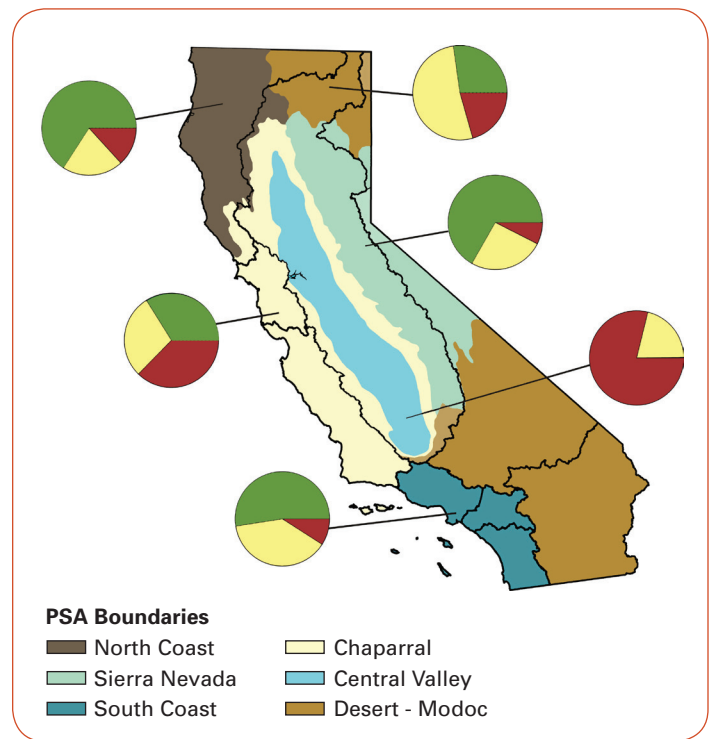 PSA Boundaries
North Coast
Chaparral
Sierra Nevada
Central Valley
South Coast
Desert - Modoc